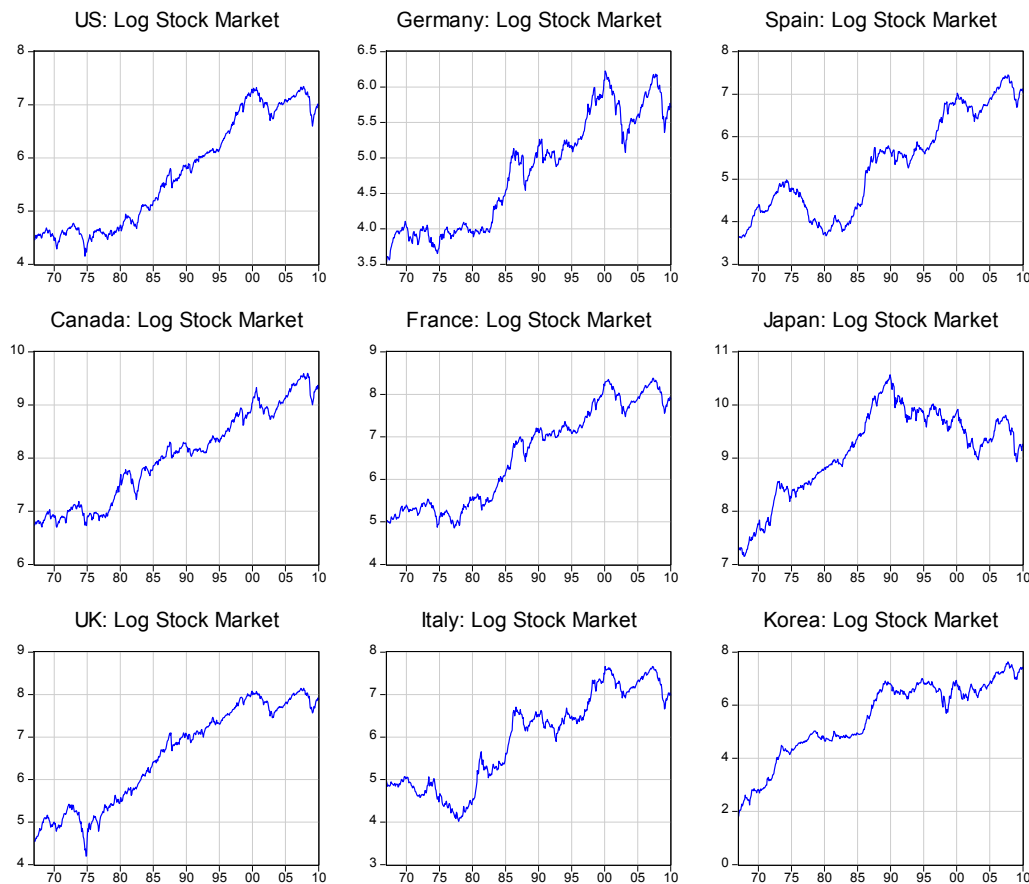 US: Log Stock Market
8
7
6
5
4
70 75 80 85 90 95 00 05 10
Germany: Log Stock Market
6.5
6.0
5.5
5.0
4.5
4.0
3.5
70 75 80 85 90 95 00 05 10
Spain: Log Stock Market
8
7
6
5
4
3
70 75 80 85 90 95 00 05 10
Canada: Log Stock Market
10
9
8
7
6
70 75 80 85 90 95 00 05 10
France: Log Stock Market
9
8
7
6
5
4
70 75 80 85 90 95 00 05 10
Japan: Log Stock Market
11
10
9
8
7
70 75 80 85 90 95 00 05 10
UK: Log Stock Market
9
8
7
6
5
4
70 75 80 85 90 95 00 05 10
Italy: Log Stock Market
8
7
6
5
4
3
70 75 80 85 90 95 00 05 10
Korea: Log Stock Market
8
6
4
2
0
70 75 80 85 90 95 00 05 10